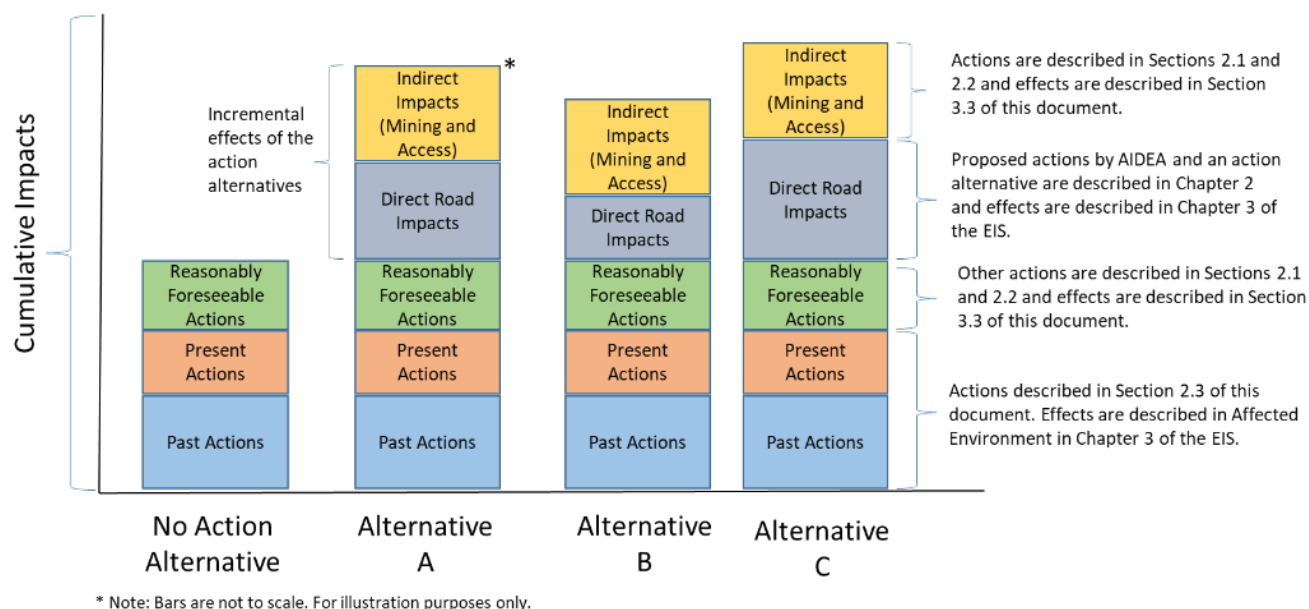 Cumulative Impacts
Incremental
effects of the
action
alternatives
Reasonably
Foreseeable
Actions
Present
Actions
Past Actions
No Action
Alternative
*
Indirect
Impacts
(Mining and
Access)
Direct Road
Impacts
Reasonably
Foreseeable
Actions
Present
Actions
Past Actions
Alternative
A
Indirect
Impacts
(Mining and
Access)
Direct Road
Impacts
Reasonably
Foreseeable
Actions
Present
Actions
Past Actions
Alternative
B
Indirect
Impacts
(Mining and
Access)
Direct Road
Impacts
Reasonably
Foreseeable
Actions
Present
Actions
Past Actions
Alternative
C
Actions are described in Sections 2.1 and
2.2 and effects are described in Section
3.3 of this document.
Proposed actions by AIDEA and an action
alternative are described in Chapter 2
and effects are described in Chapter 3 of
the EIS.
Other actions are described in Sections 2.1
and 2.2 and effects are described in Section
3.3 of this document.
Actions described in Section 2.3 of this
document. Effects are described in Affected
Environment in Chapter 3 of the EIS.
* Note: Bars are not to scale. For illustration purposes only.